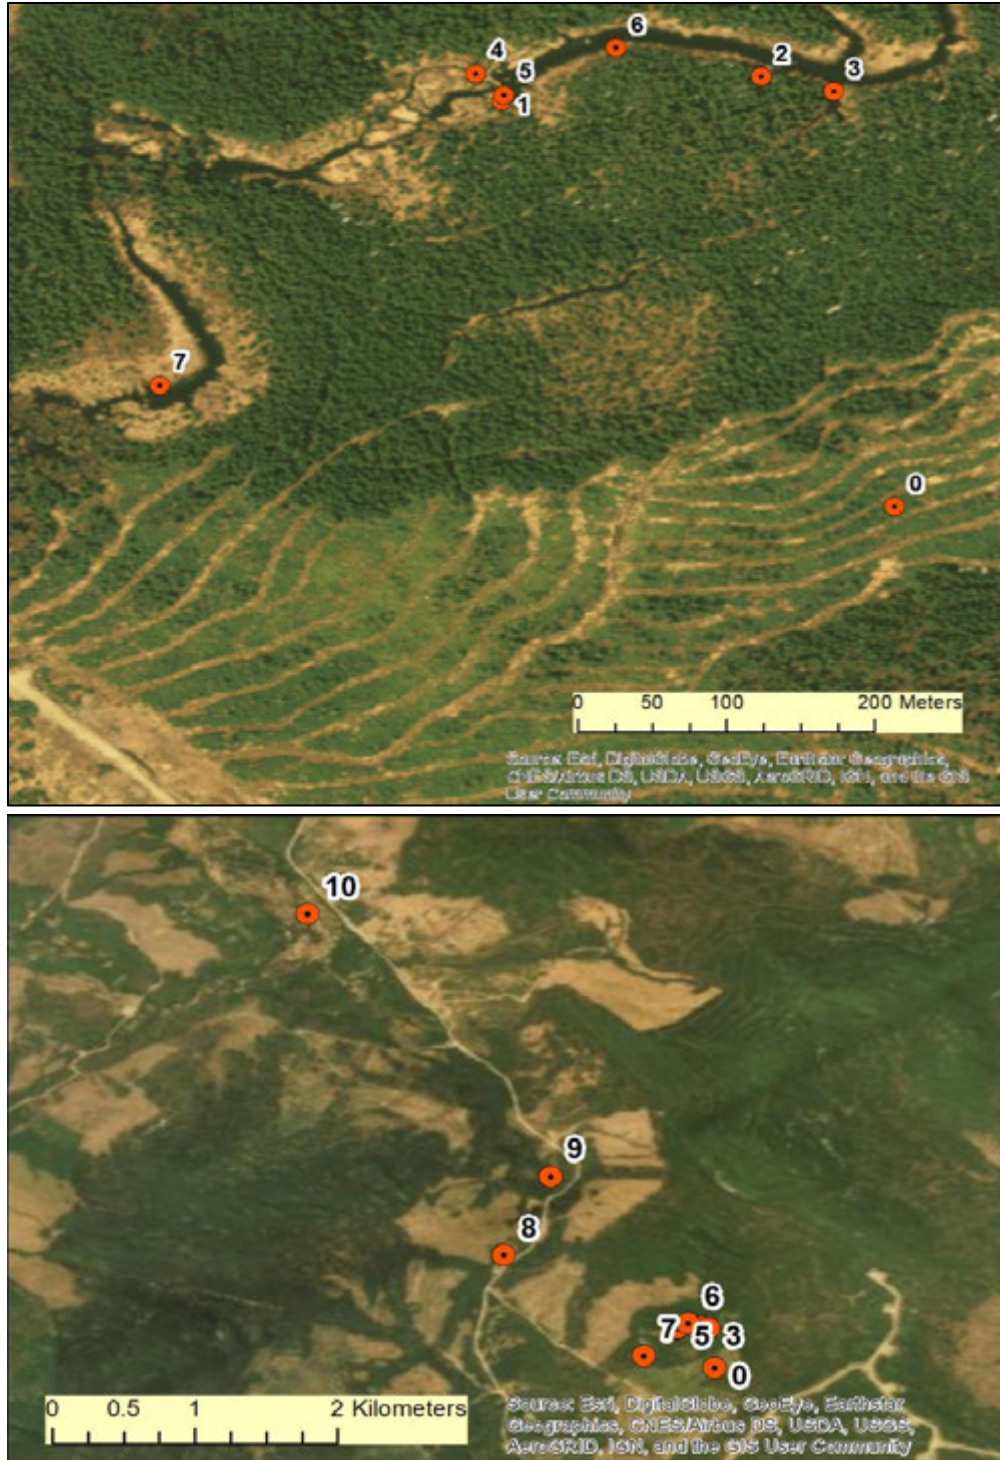 6
4
2
5
3
1
7
0
0 50 100 200 Meters
Source: Esri, DigitalGlobe, GeoEye, Earthstar Geographics,
CNES/Airbus DS, USDA, USGS, AeroGRID, IGN, and the GIS
User Community
10
9
8
6
7 5 3
0
0 0.5 1 2 Kilometers
Source: Esri, DigitalGlobe, GeoEye, Earthstar
Geographics, CNES/Airbus DS, USDA, USGS,
AeroGRID, IGN, and the GIS User Community